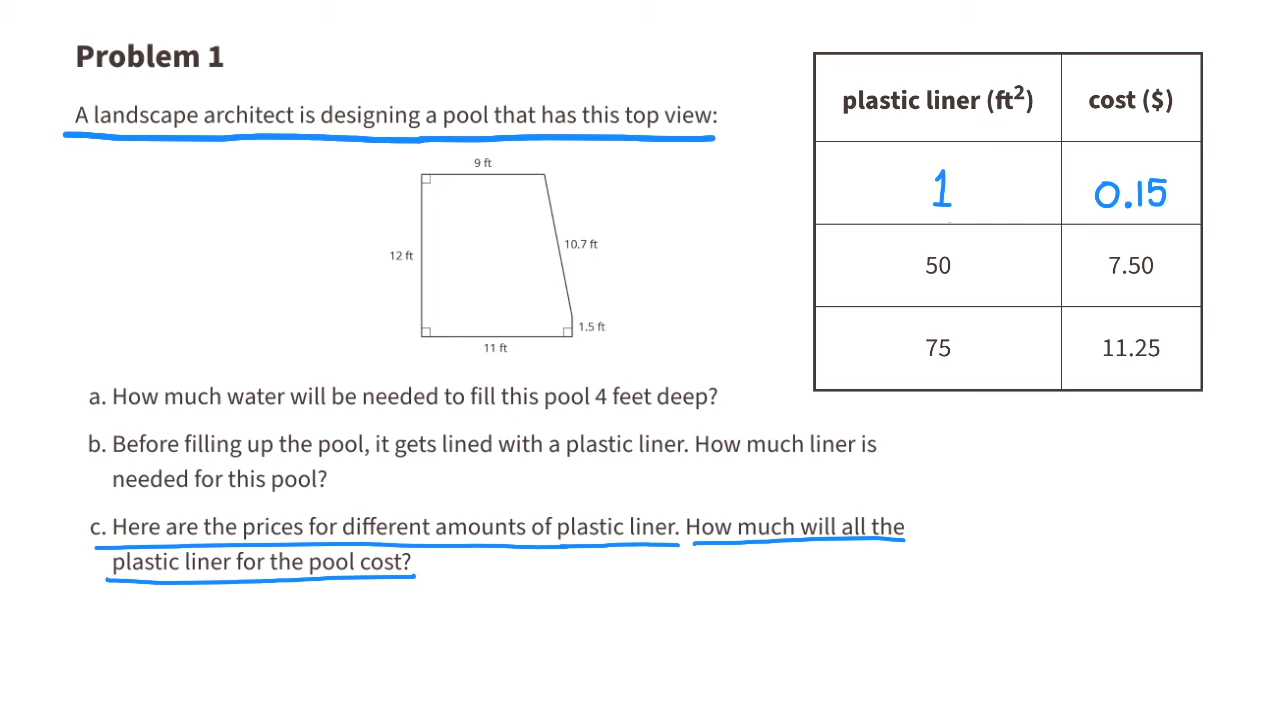 Problem 1
A landscape architect is designing a pool that has this top view:
9 ft
12 ft
10.7 ft
1.5 ft
11 ft
plastic liner (ft²) cost ($)
1 0.15
50 7.50
75 11.25
a. How much water will be needed to fill this pool 4 feet deep?
b. Before filling up the pool, it gets lined with a plastic liner. How much liner is
needed for this pool?
c. Here are the prices for different amounts of plastic liner. How much will all the
plastic liner for the pool cost?